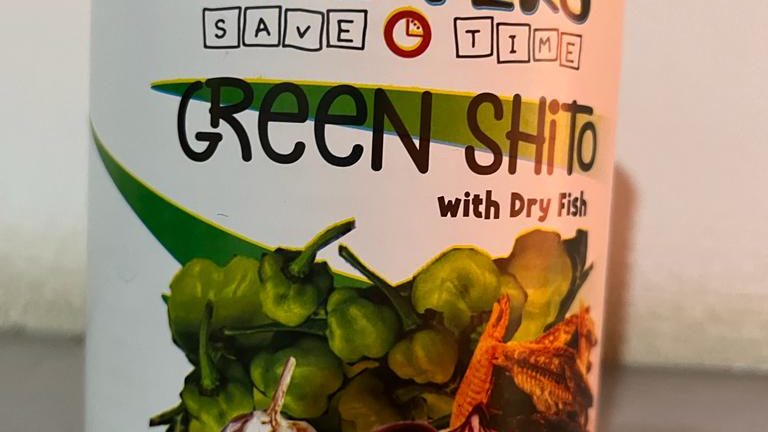 SAVE TIME
GREEN SHITO
with Dry Fish